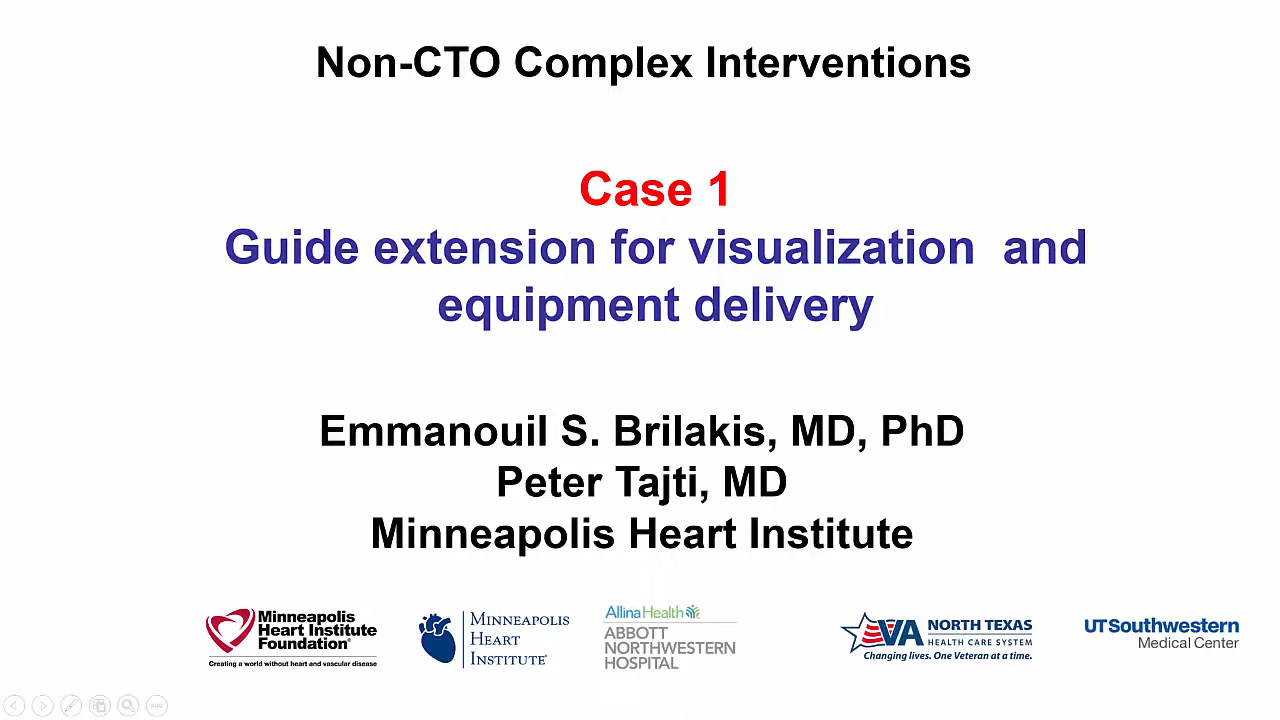 Non-CTO Complex Interventions
Case 1
Guide extension for visualization and
equipment delivery
Emmanouil S. Brilakis, MD, PhD
Peter Tajti, MD
Minneapolis Heart Institute
Minneapolis
Heart Institute
Foundation®
Creating a world without heart and vascular disease
MINNEAPOLIS
HEART
INSTITUTE®
Allina Health
ABBOTT
NORTHWESTERN
HOSPITAL
VA NORTH TEXAS
HEALTH CARE SYSTEM
Changing lives. One Veteran at a time.
UTSouthwestern
Medical Center